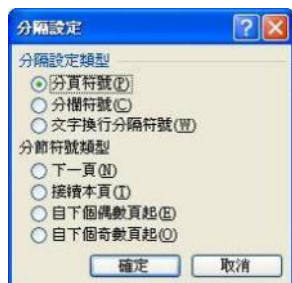 分隔設定
分隔設定類型
分頁符號(P)
分欄符號(C)
文字換行分隔符號(W)
分節符號類型
下一頁(N)
接續本頁(T)
自下個偶數頁起(E)
自下個奇數頁起(O)
確定 取消